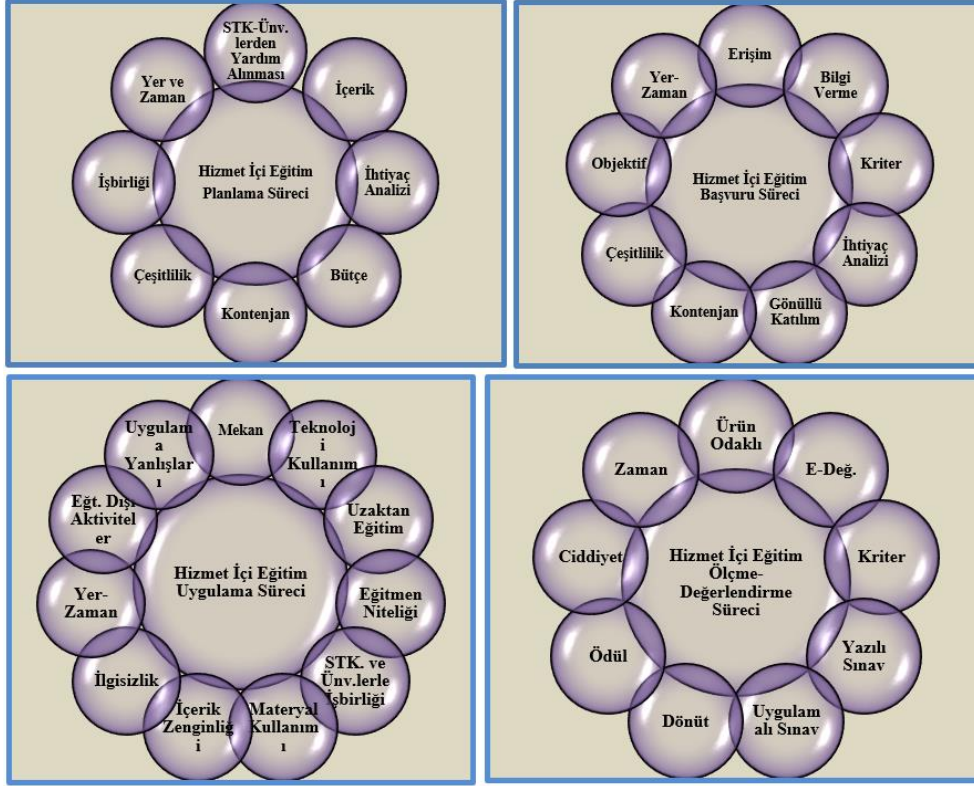 STK-Ünv.
lerden
Yardım
Alınması
İçerik
İhtiyaç
Analizi
Bütçe
Kontenjan
Çeşitlilik
İşbirliği
Yer ve
Zaman
Hizmet İçi Eğitim
Planlama Süreci
Erişim
Bilgi
Verme
Kriter
İhtiyaç
Analizi
Gönüllü
Katılım
Kontenjan
Çeşitlilik
Objektif
Yer-
Zaman
Hizmet İçi Eğitim
Başvuru Süreci
Mekan
Teknoloj
i
Kullanım
ı
Üzaktan
Eğitim
Eğitmen
Niteliği
STK. ve
Ünv.lerle
İşbirliği
Materyal
Kullanım
ı
İçerik
Zenginliğ
i
İlgisizlik
Yer-
Zaman
Eğt. Dışı
Aktivitel
er
Uygulam
a
Yanlışlar
ı
Hizmet İçi Eğitim
Uygulama Süreci
Ürün
Odaklı
E-Değ.
Kriter
Yazılı
Sınav
Uygulam
alı Sınav
Dönüt
Ödül
Ciddiyet
Zaman
Hizmet İçi Eğitim
Ölçme-
Değerlendirme
Süreci